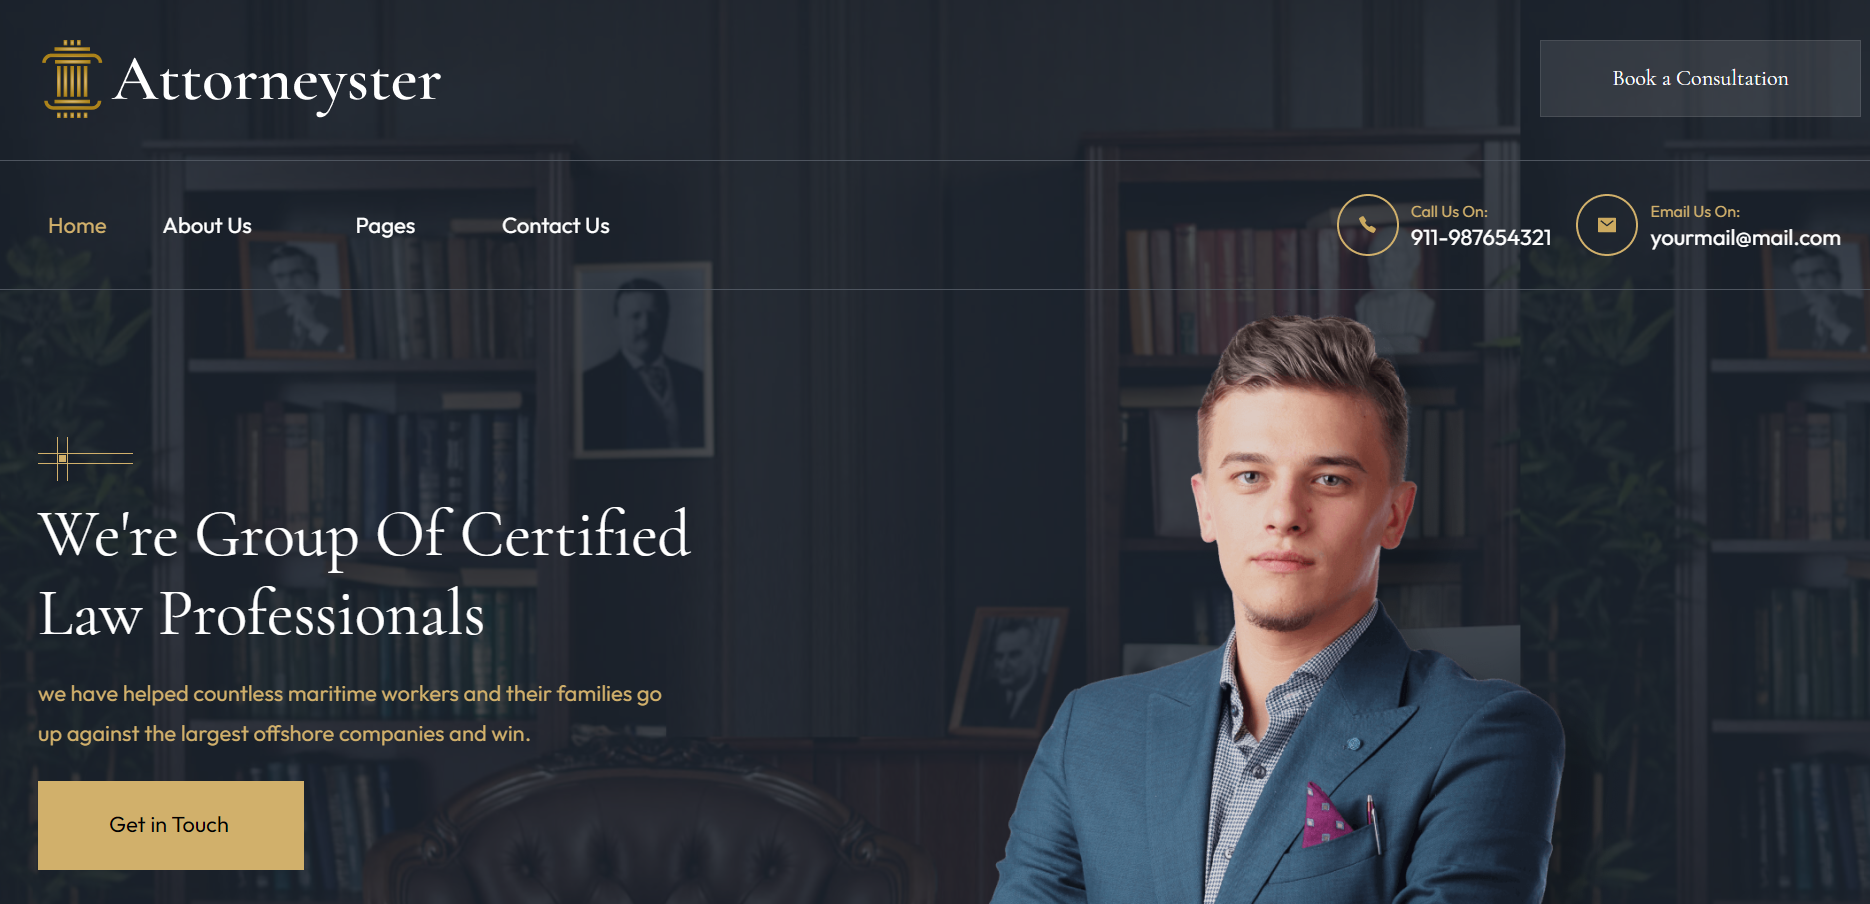 Attorneyster
Book a Consultation
Home
About Us
Pages
Contact Us
Call Us On:
911-987654321
Email Us On:
yourmail@mail.com
We're Group Of Certified
Law Professionals
we have helped countless maritime workers and their families go
up against the largest offshore companies and win.
Get in Touch